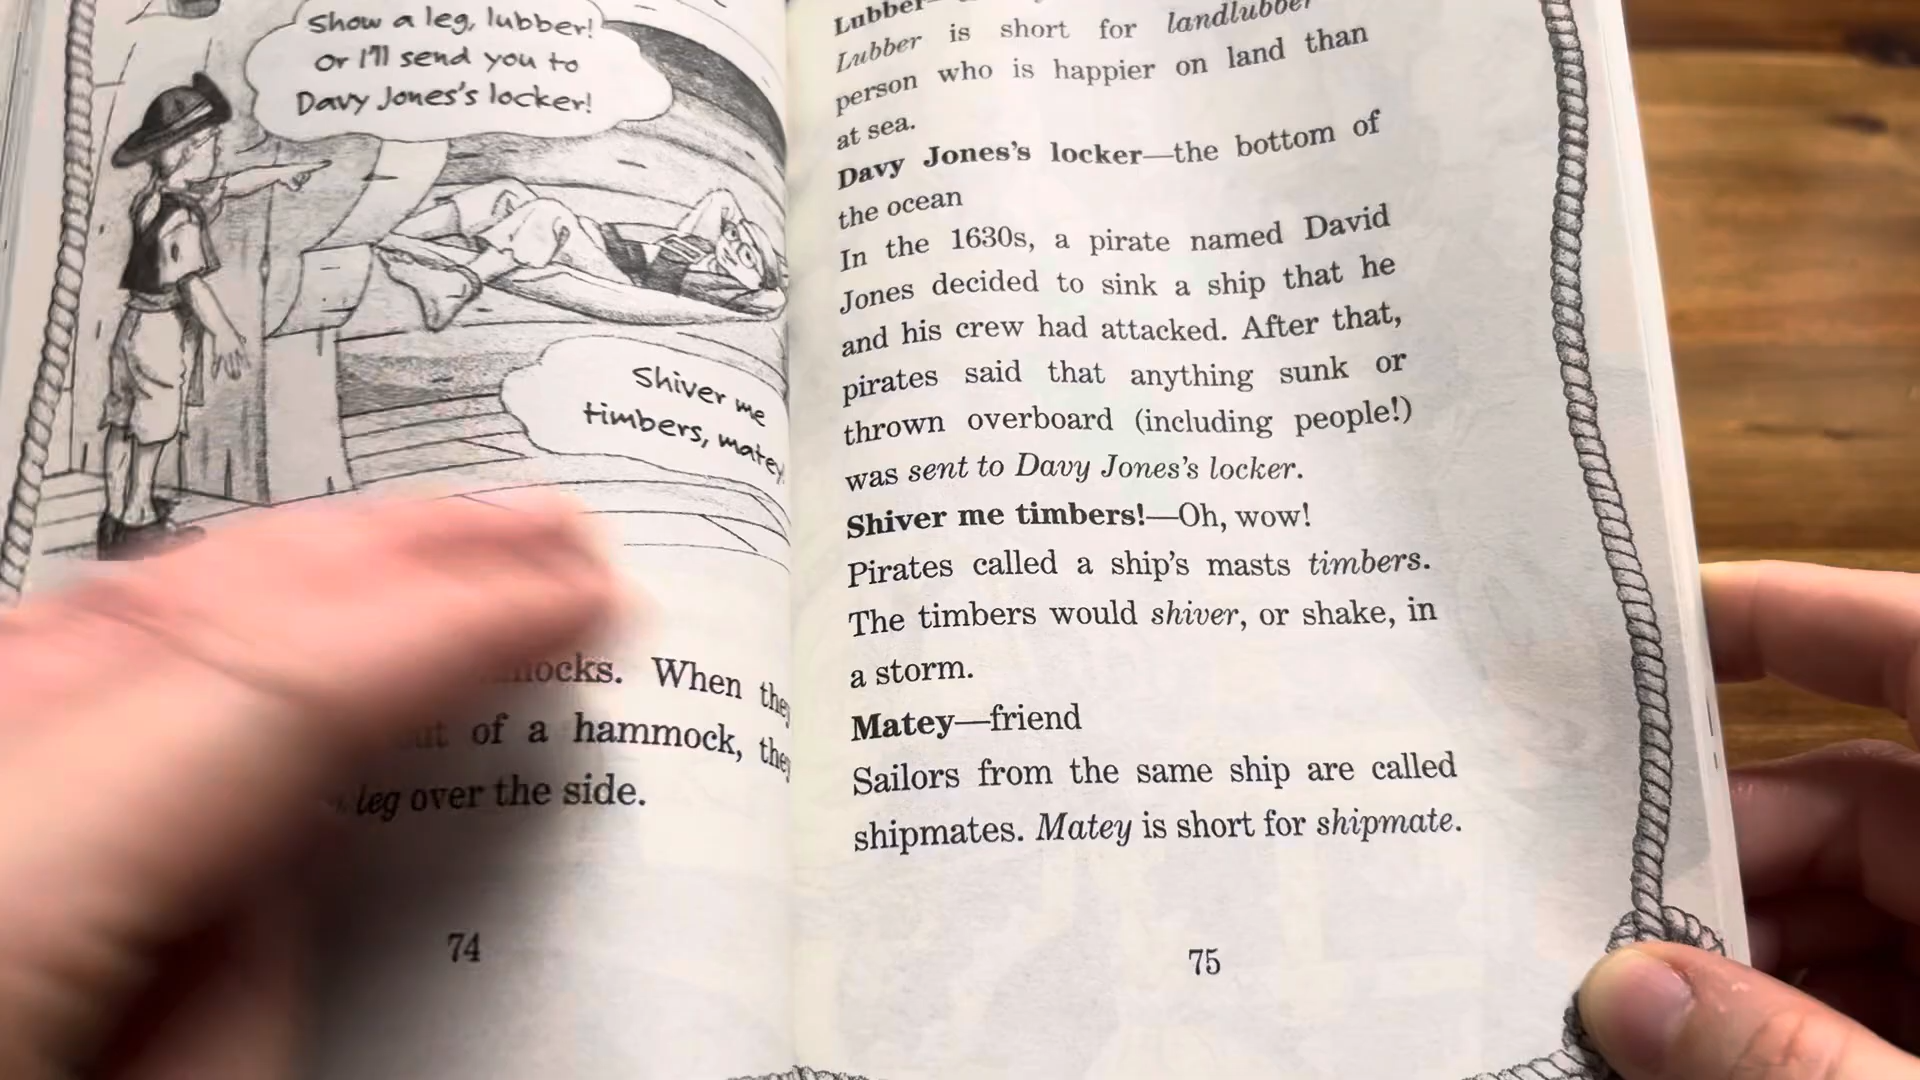 Show a leg, lubber!
Or I'll send you to
Davy Jones's locker!
Shiver me
timbers, matey
hammocks. When they
out of a hammock, they
leg over the side.
74
Lubber—
Lubber is short for landlubber
person who is happier on land than
at sea.
Davy Jones's locker—the bottom of
the ocean
In the 1630s, a pirate named David
Jones decided to sink a ship that he
and his crew had attacked. After that,
pirates said that anything sunk or
thrown overboard (including people!)
was sent to Davy Jones's locker.
Shiver me timbers!—Oh, wow!
Pirates called a ship's masts timbers.
The timbers would shiver, or shake, in
a storm.
Matey—friend
Sailors from the same ship are called
shipmates. Matey is short for shipmate.
75